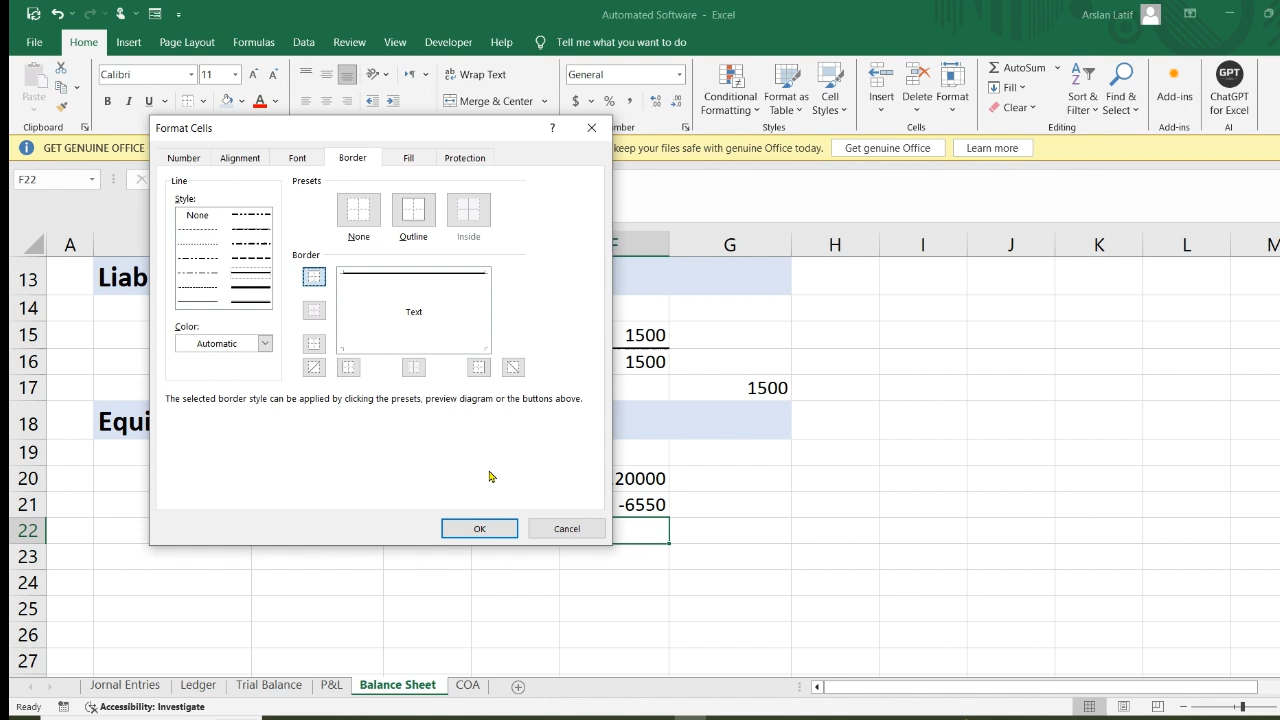 Automated Software - Excel
Arslan Latif
File Home Insert Page Layout Formulas Data Review View Developer Help Tell me what you want to do
Calibri 11 ab Wrap Text General AutoSum
Paste B I U Merge & Center $ % , Conditional Formatting Format as Table Cell Styles Insert Delete Format Fill Clear Sort & Filter Find & Select Add-ins GPT ChatGPT for Excel
Clipboard Styles Cells Editing Add-ins AI
GET GENUINE OFFICE keep your files safe with genuine Office today. Get genuine Office Learn more
F22
Format Cells ?
Number Alignment Font Border Fill Protection
Line Presets
Style:
None
None Outline Inside
Border
Text
Color:
Automatic
The selected border style can be applied by clicking the presets, preview diagram or the buttons above.
OK Cancel
A F G H I J K L M
13 Liab
14
15 1500
16 1500
17 1500
18 Equi
19
20 20000
21 -6550
22
23
24
25
26
27
Jornal Entries Ledger Trial Balance P&L Balance Sheet COA
Ready Accessibility: Investigate